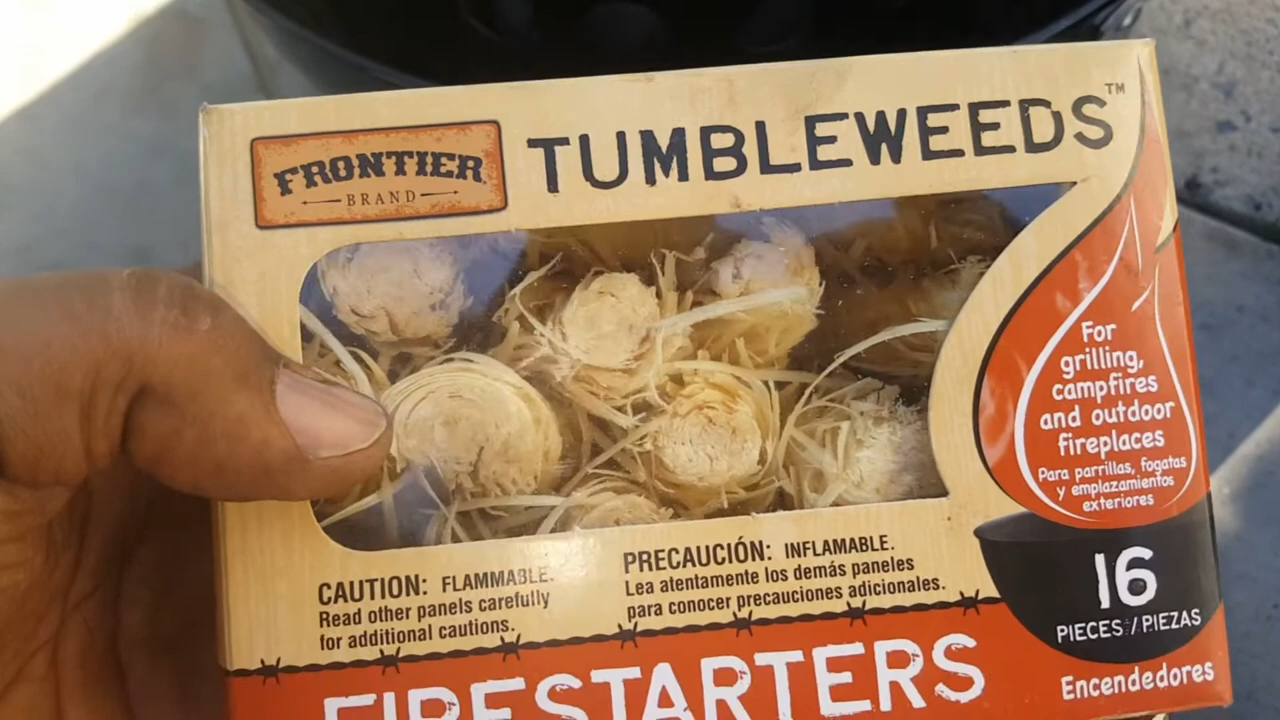 FRONTIER
BRAND
TUMBLEWEEDS™
For
grilling,
campfires
and outdoor
fireplaces
Para parrillas, fogatas
y emplazamientos
exteriores
CAUTION: FLAMMABLE.
Read other panels carefully
for additional cautions.
PRECAUCIÓN: INFLAMABLE.
Lea atentamente los demás paneles
para conocer precauciones adicionales.
16
PIECES / PIEZAS
FIRESTARTERS
Encendedores